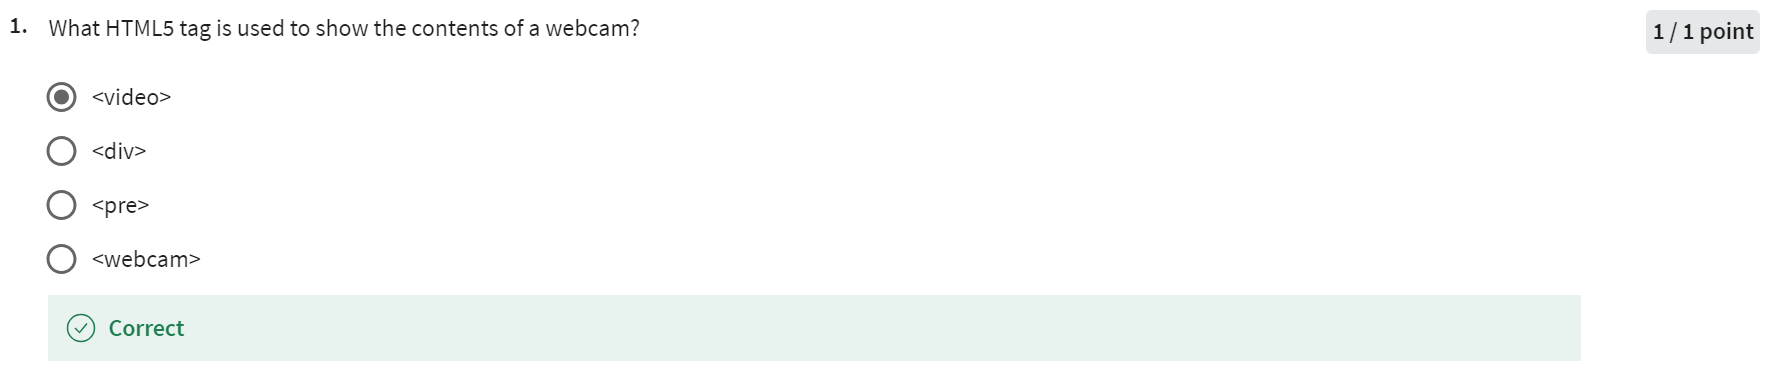 1. What HTML5 tag is used to show the contents of a webcam?
1 / 1 point
<video>
<div>
<pre>
<webcam>
Correct